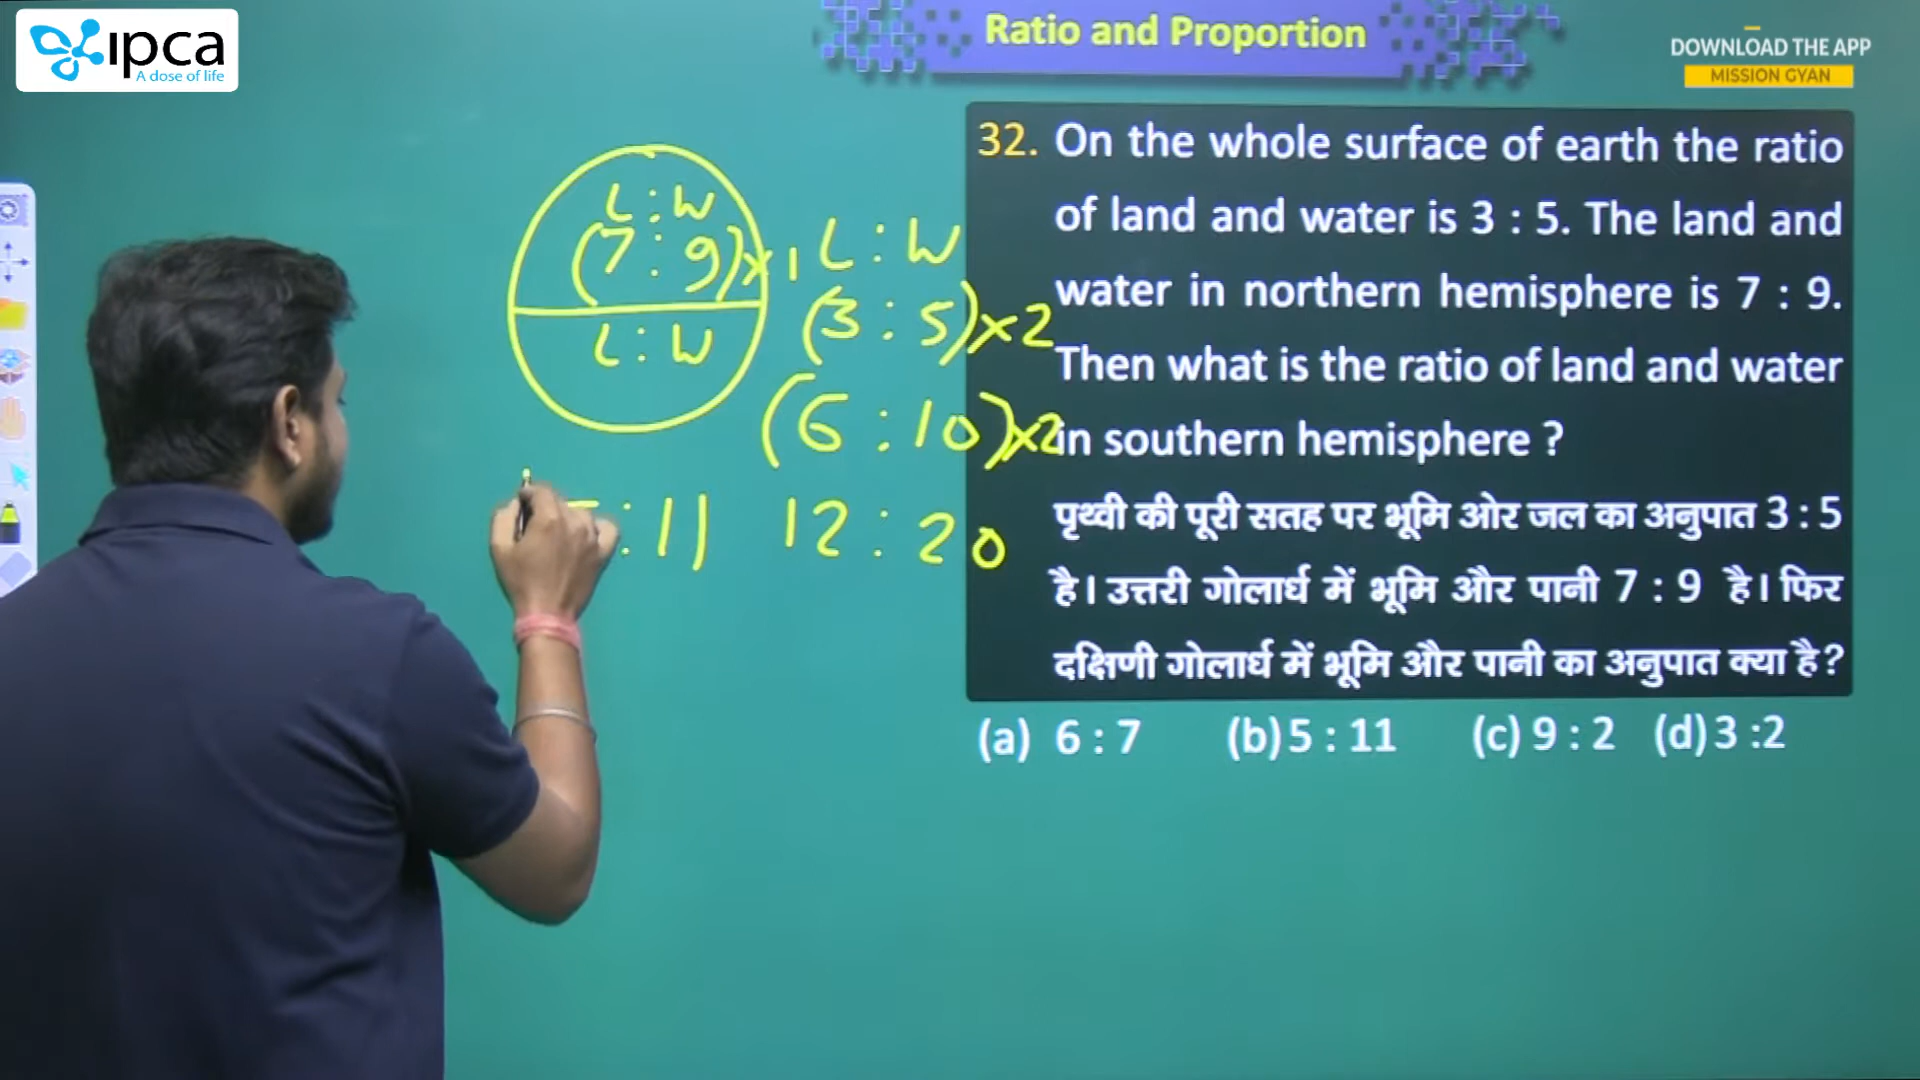 ipca
A dose of life
Ratio and Proportion
DOWNLOAD THE APP
MISSION GYAN
32. On the whole surface of earth the ratio
of land and water is 3 : 5. The land and
water in northern hemisphere is 7 : 9.
Then what is the ratio of land and water
in southern hemisphere ?
पृथ्वी की पूरी सतह पर भूमि ओर जल का अनुपात 3 : 5
है। उत्तरी गोलार्ध में भूमि और पानी 7 : 9 है। फिर
दक्षिणी गोलार्ध में भूमि और पानी का अनुपात क्या है?
(a) 6 : 7 (b) 5 : 11 (c) 9 : 2 (d) 3 :2
L : W
(7 : 9)×1
L : W
L : W
(3 : 5)×2
(6 : 10)×2
: 11
12 : 20